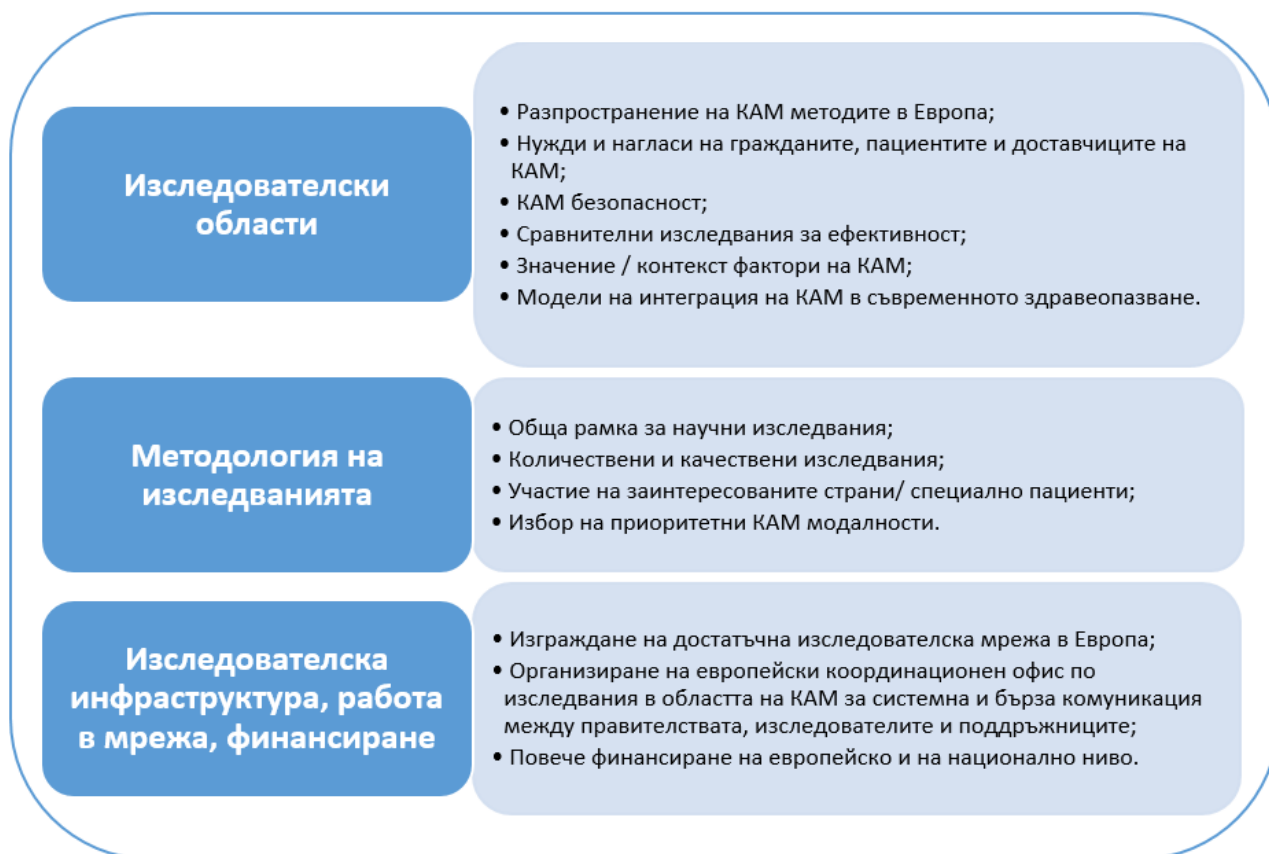 Изследователски
области
• Разпространение на КАМ методите в Европа;
• Нужди и нагласи на гражданите, пациентите и доставчиците на
КАМ;
• КАМ безопасност;
• Сравнителни изследвания за ефективност;
• Значение / контекст фактори на КАМ;
• Модели на интеграция на КАМ в съвременното здравеопазване.
Методология на
изследванията
• Обща рамка за научни изследвания;
• Количествени и качествени изследвания;
• Участие на заинтересованите страни/ специално пациенти;
• Избор на приоритетни КАМ модалности.
Изследователска
инфраструктура, работа
в мрежа, финансиране
• Изграждане на достатъчна изследователска мрежа в Европа;
• Организиране на европейски координационен офис по
изследвания в областта на КАМ за системна и бърза комуникация
между правителствата, изследователите и поддръжниците;
• Повече финансиране на европейско и на национално ниво.